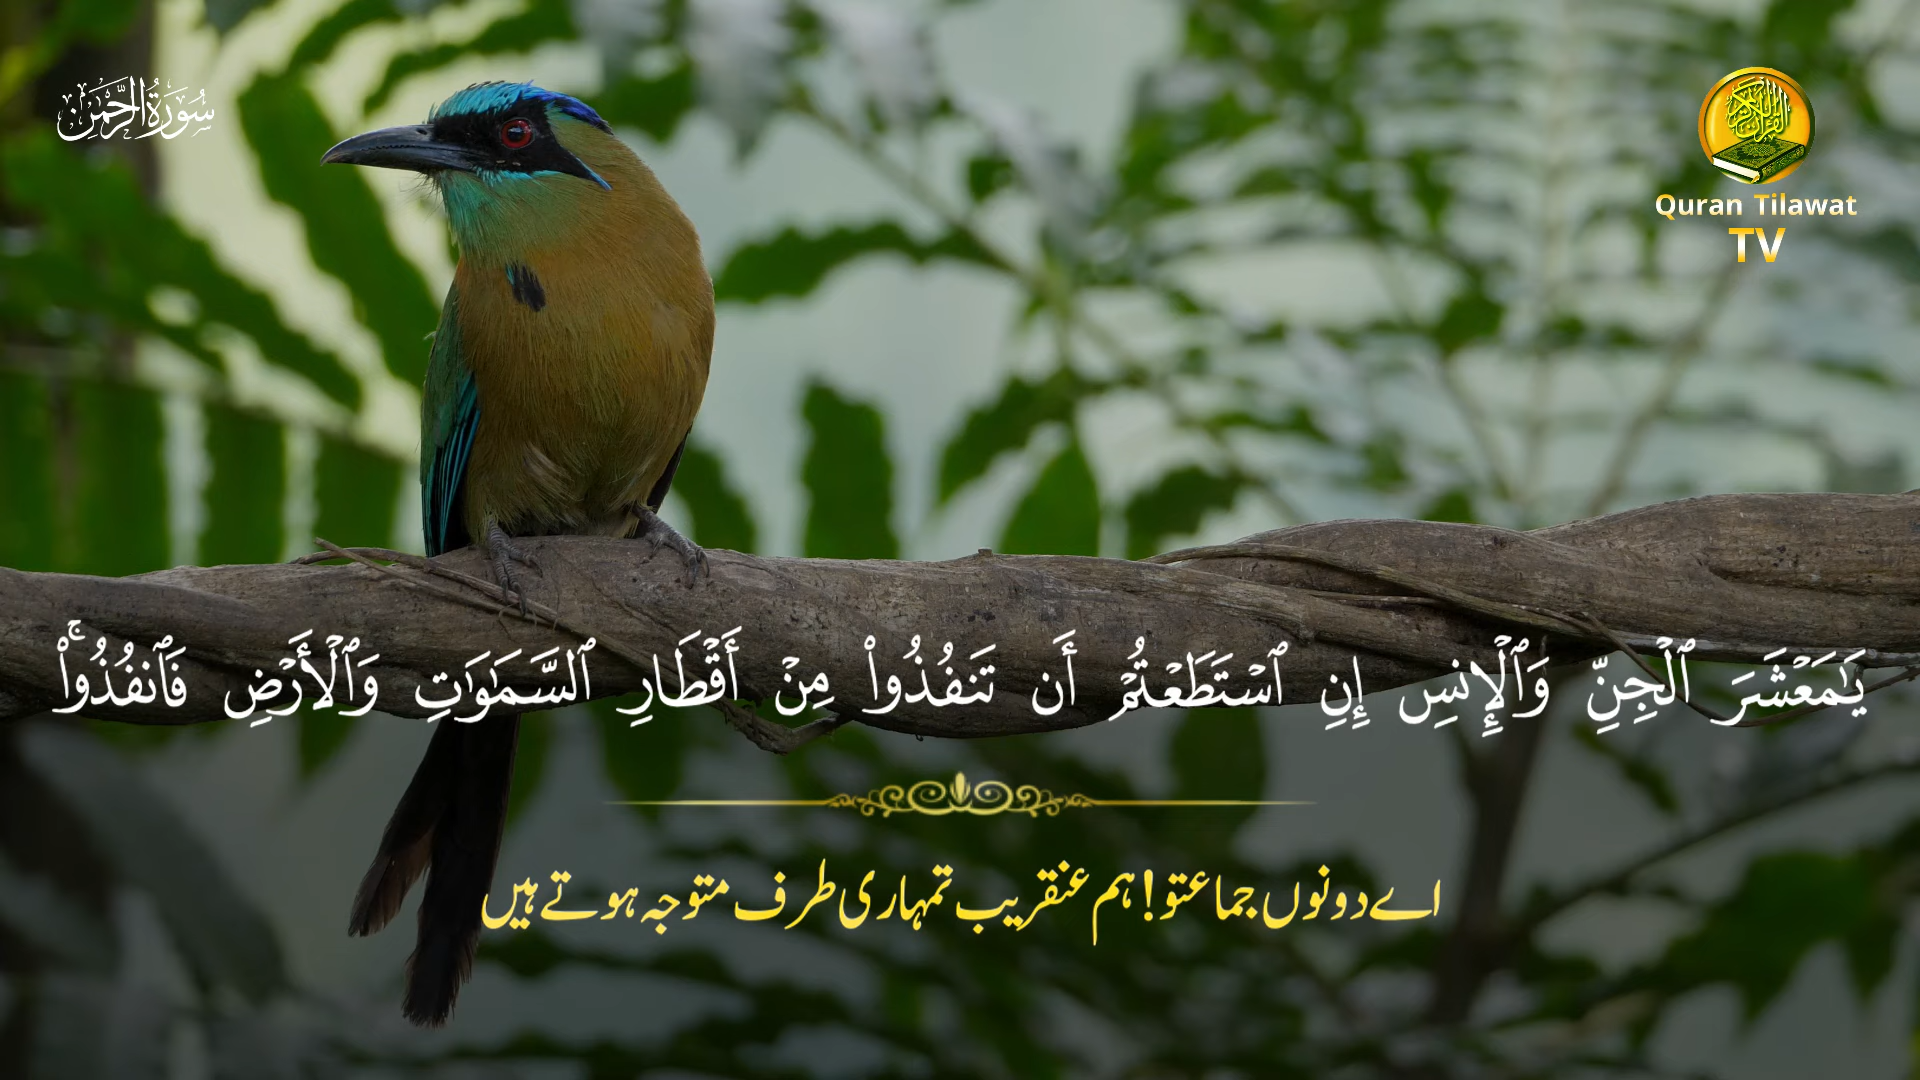 سُورَةُ الرَّحْمٰن
Quran Tilawat
TV
يَٰمَعْشَرَ ٱلْجِنِّ وَٱلْإِنسِ إِنِ ٱسْتَطَعْتُمْ أَن تَنفُذُوا۟ مِنْ أَقْطَارِ ٱلسَّمَٰوَٰتِ وَٱلْأَرْضِ فَٱنفُذُوا۟ۚ
اے دونوں جماعتو! ہم عنقریب تمہاری طرف متوجہ ہوتے ہیں